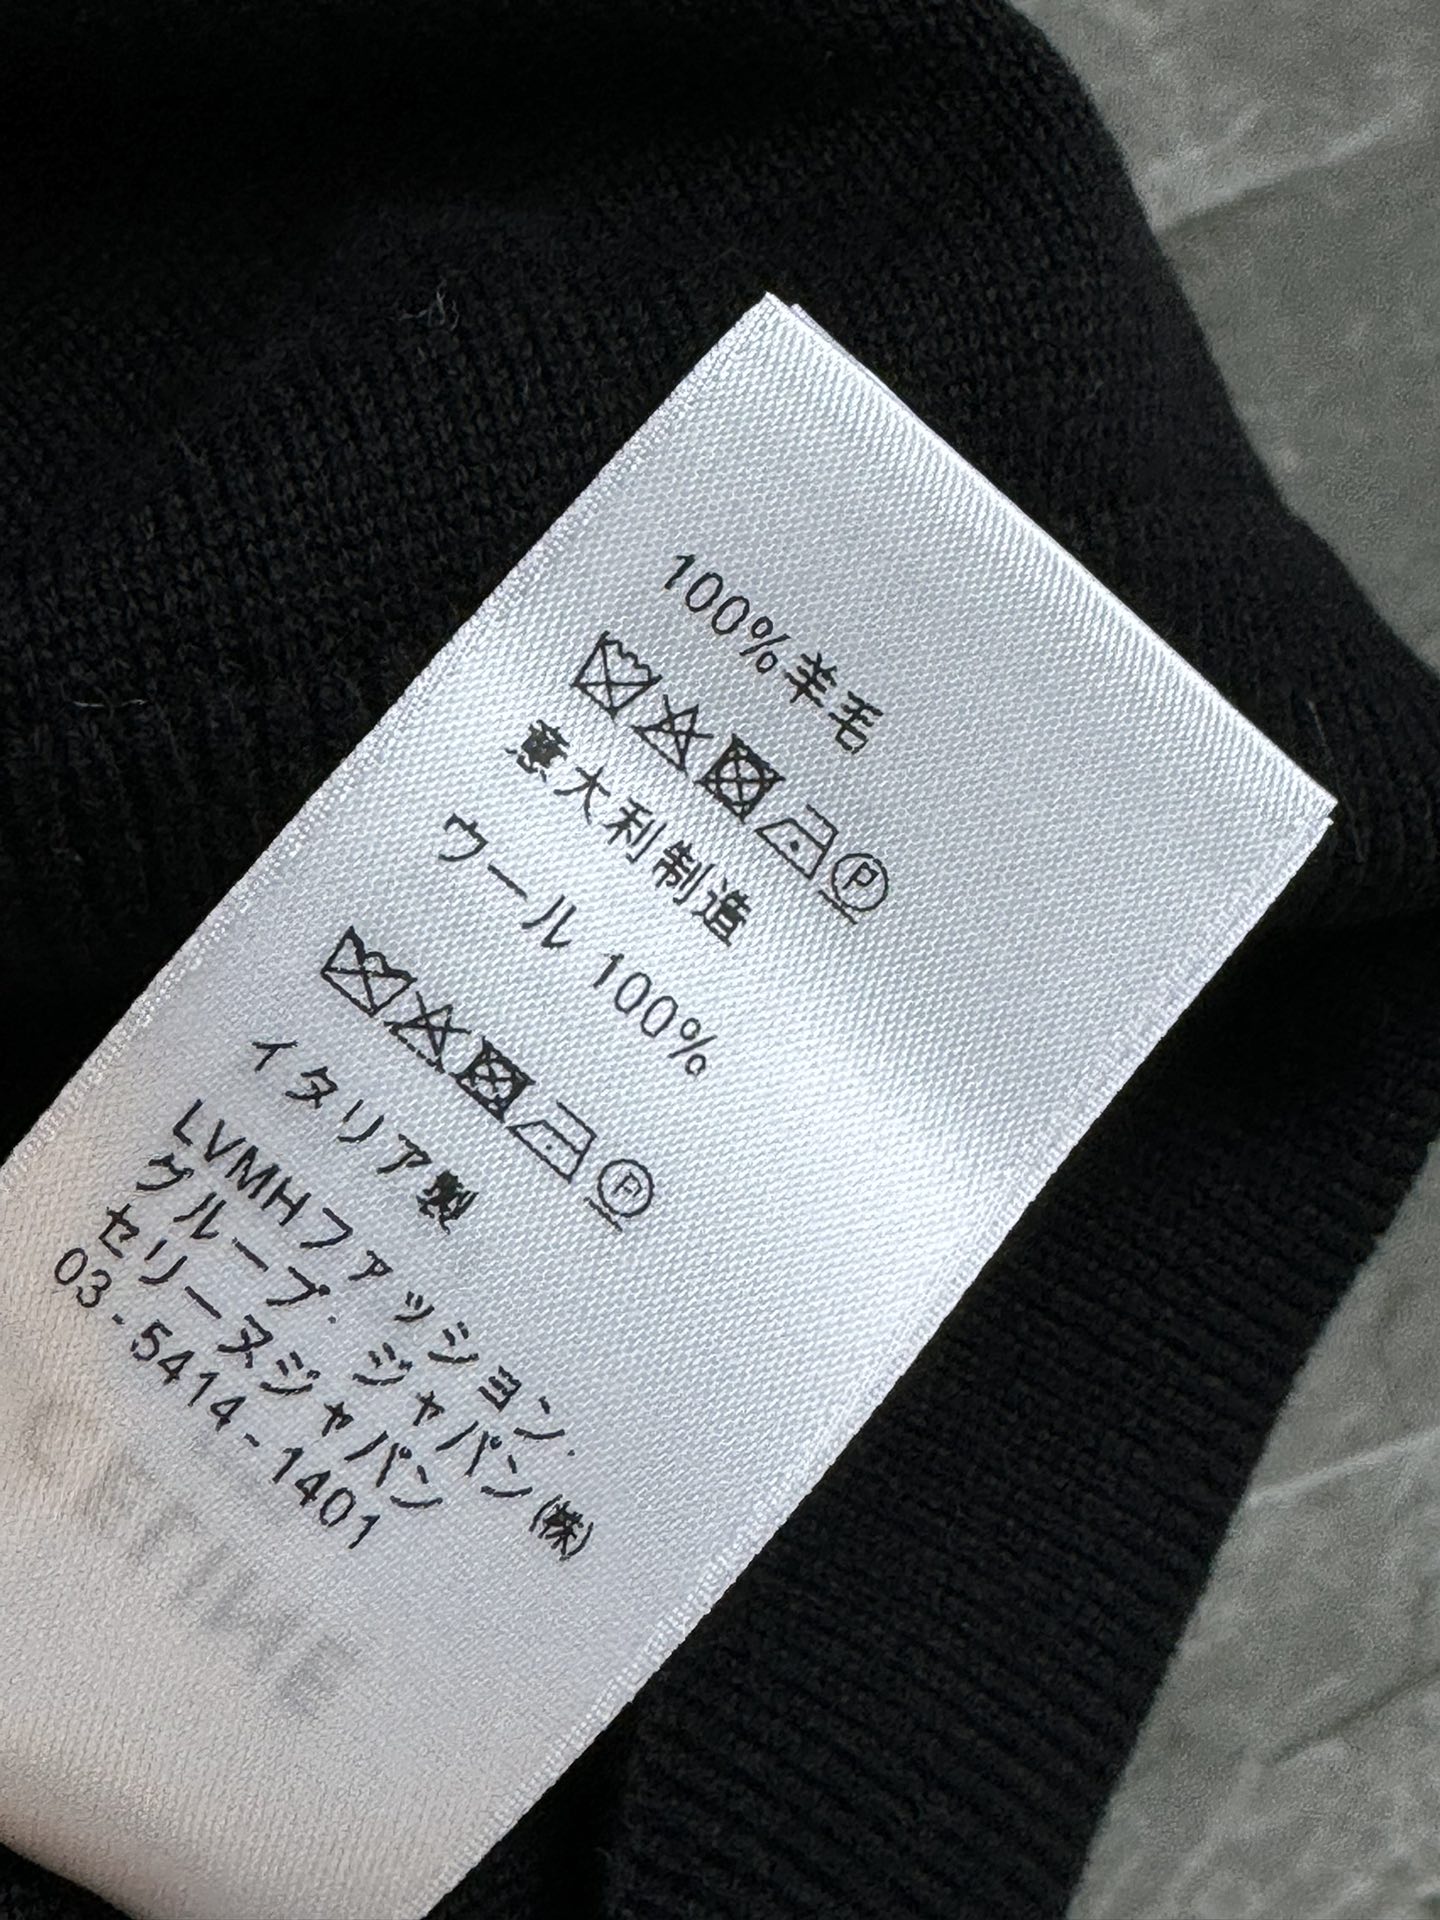 100%羊毛
意大利制造
ウール 100%
イタリア製
LVMHファッション.
グループ. ジャパン(株)
セリーヌジャパン
03-5414-1401